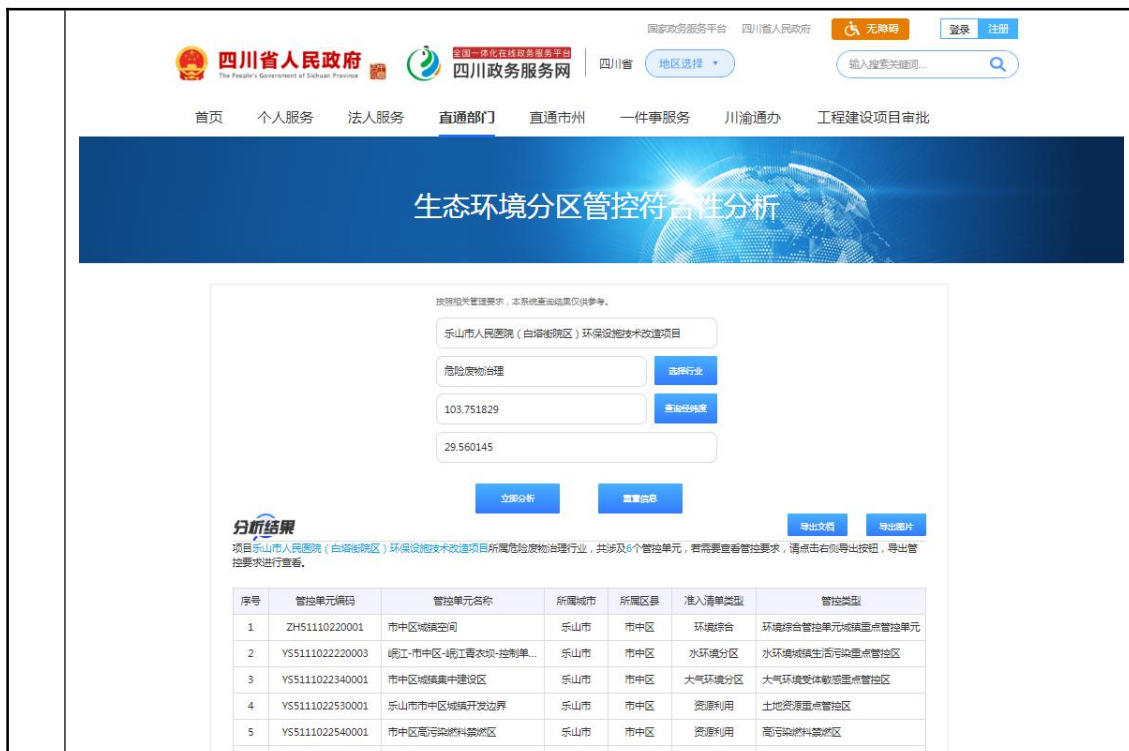 国家政务服务平台 四川省人民政府 无障碍 登录 注册
四川省人民政府
The People's Government of Sichuan Province
全国一体化在线政务服务平台
四川政务服务网
四川省 地区选择
输入搜索关键词...
首页 个人服务 法人服务 直通部门 直通市州 一件事服务 川渝通办 工程建设项目审批
生态环境分区管控符合性分析
按照相关管理要求，本系统查询结果仅供参考。
乐山市人民医院（白塔街院区）环保设施技术改造项目
危险废物治理 选择行业
103.751829 查询经纬度
29.560145
立即分析 重置信息
分析结果 导出文档 导出图片
项目乐山市人民医院（白塔街院区）环保设施技术改造项目所属危险废物治理行业，共涉及6个管控单元，若需要查看管控要求，请点击右侧导出按钮，导出管
控要求进行查看。
序号 管控单元编码 管控单元名称 所属城市 所属区县 准入清单类型 管控类型
1 ZH51110220001 市中区城镇空间 乐山市 市中区 环境综合 环境综合管控单元城镇重点管控单元
2 YS5111022220003 岷江-市中区-岷江青衣坝-控制单... 乐山市 市中区 水环境分区 水环境城镇生活污染重点管控区
3 YS5111022340001 市中区城镇集中建设区 乐山市 市中区 大气环境分区 大气环境受体敏感重点管控区
4 YS5111022530001 乐山市市中区城镇开发边界 乐山市 市中区 资源利用 土地资源重点管控区
5 YS5111022540001 市中区高污染燃料禁燃区 乐山市 市中区 资源利用 高污染燃料禁燃区